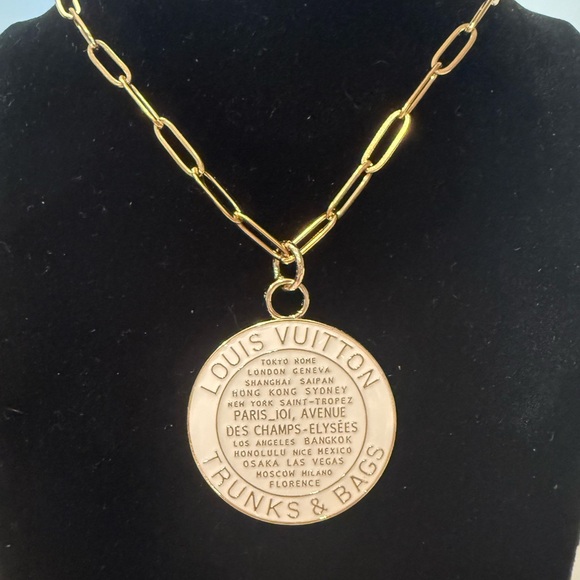 LOUIS VUITTON
TOKYO ROME
LONDON GENEVA
SHANGHAI SAIPAN
HONG KONG SYDNEY
NEW YORK SAINT-TROPEZ
PARIS_101, AVENUE
DES CHAMPS-ELYSÉES
LOS ANGELES BANGKOK
HONOLULU NICE MEXICO
OSAKA LAS VEGAS
MOSCOW MILANO
FLORENCE
TRUNKS & BAGS